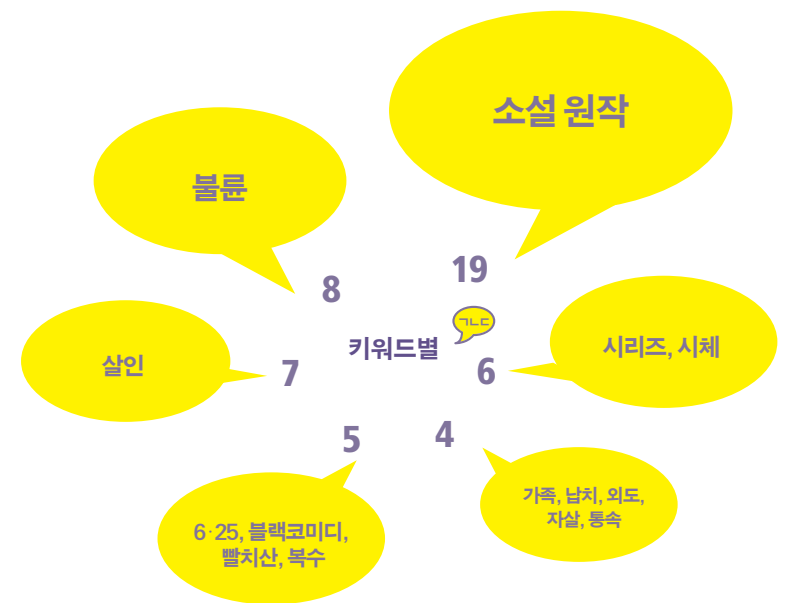 소설 원작
불륜
19
8
ㄱㄴㄷ
키워드별
시리즈, 시체
살인
7
6
5
4
가족, 납치, 외도,
자살, 통속
6·25, 블랙코미디,
빨치산, 복수